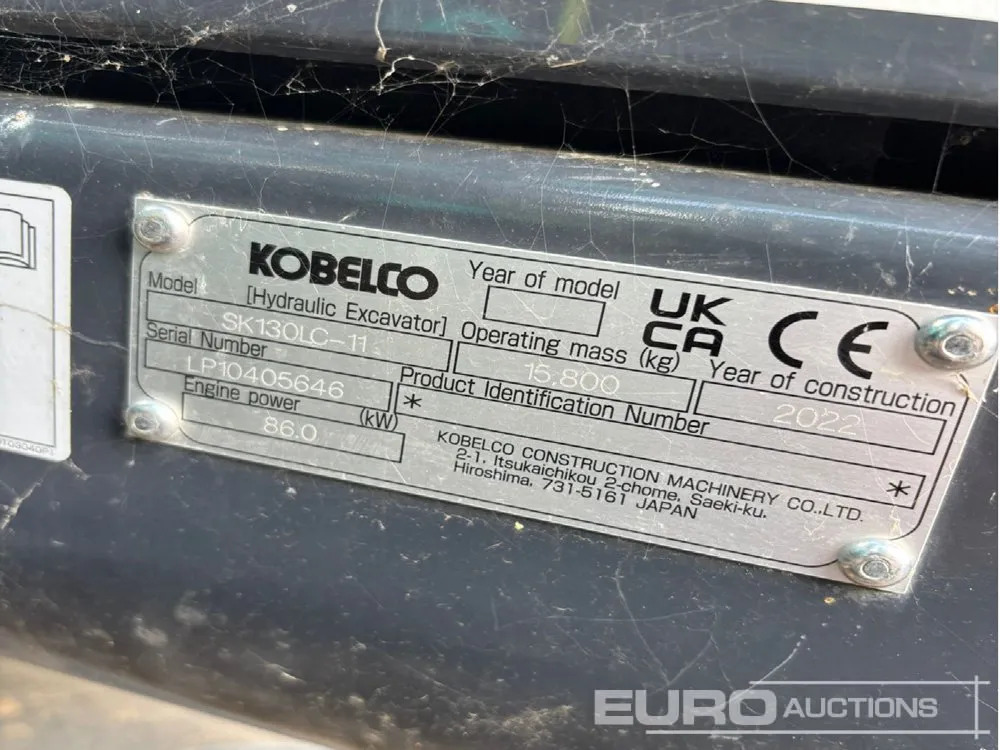 KOBELCO
[Hydraulic Excavator]
Year of model
UK
CA
CE
Model
SK130LC-11
Operating mass (kg)
15,800
Year of construction
2022
Serial Number
LP10405646
Product Identification Number
* *
Engine power (kW)
86.0
KOBELCO CONSTRUCTION MACHINERY CO.,LTD.
2-1, Itsukaichikou 2-chome, Saeki-ku,
Hiroshima, 731-5161 JAPAN
EURO AUCTIONS